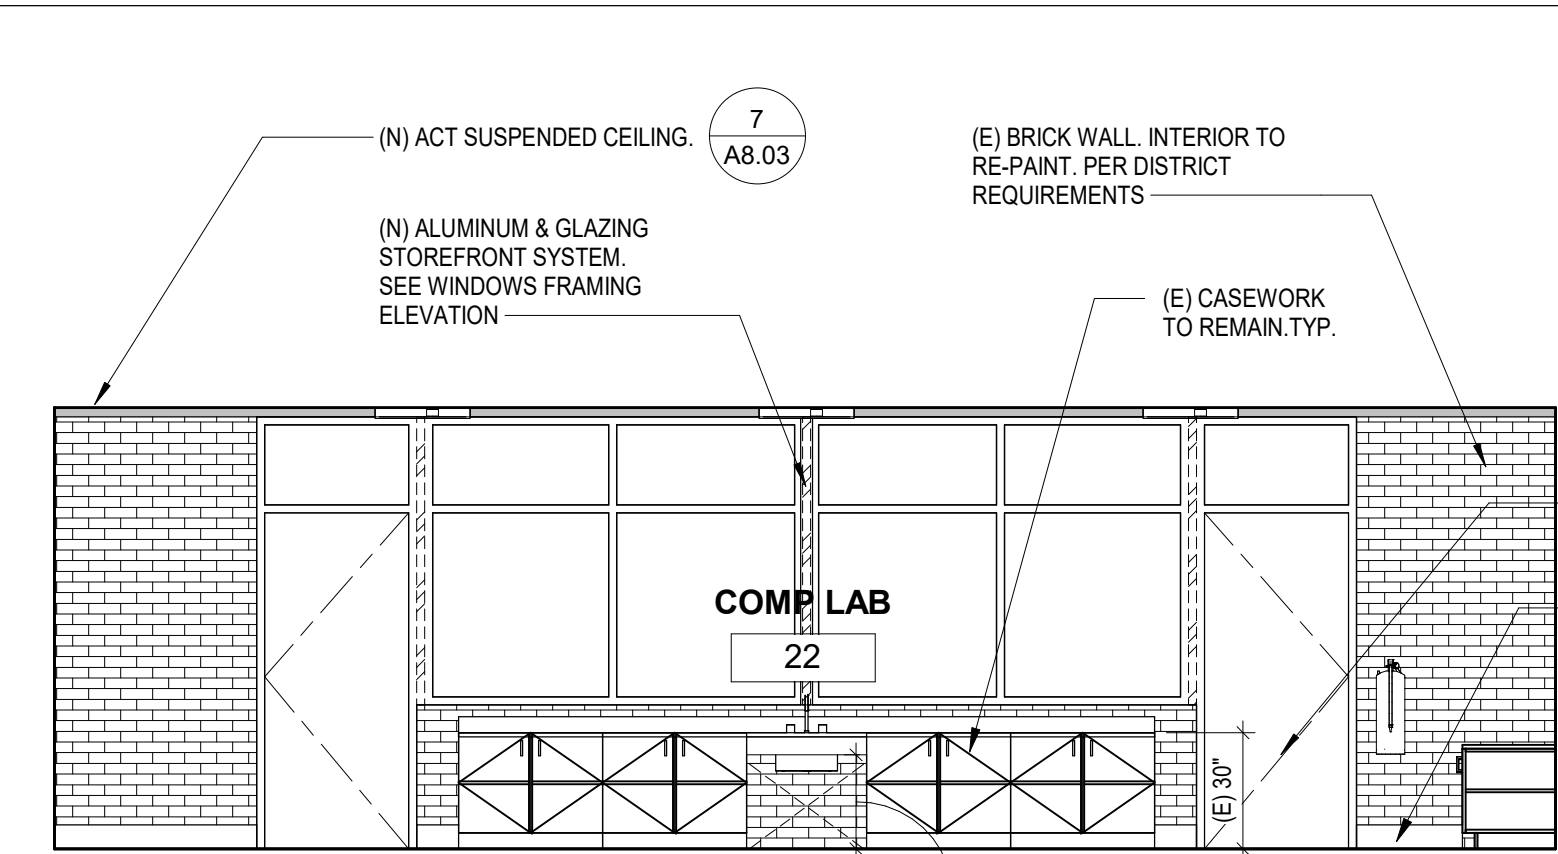 (N) ACT SUSPENDED CEILING.
7
A8.03
(E) BRICK WALL. INTERIOR TO
RE-PAINT. PER DISTRICT
REQUIREMENTS
(N) ALUMINUM & GLAZING
STOREFRONT SYSTEM.
SEE WINDOWS FRAMING
ELEVATION
(E) CASEWORK
TO REMAIN.TYP.
COMP LAB
22
(E) 30"